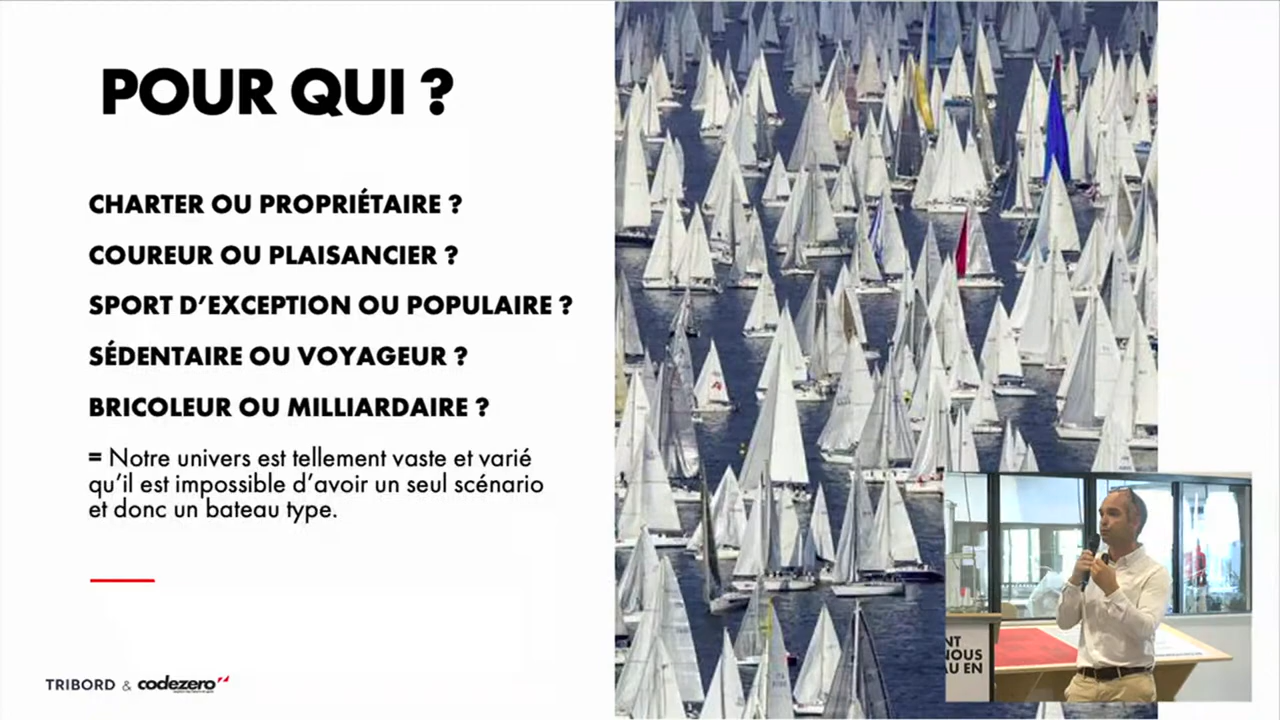 POUR QUI ?
CHARTER OU PROPRIÉTAIRE ?
COUREUR OU PLAISANCIER ?
SPORT D'EXCEPTION OU POPULAIRE ?
SÉDENTAIRE OU VOYAGEUR ?
BRICOLEUR OU MILLIARDAIRE ?
= Notre univers est tellement vaste et varié
qu'il est impossible d'avoir un seul scénario
et donc un bateau type.
NT
NOUS
AU EN
TRIBORD & codezero